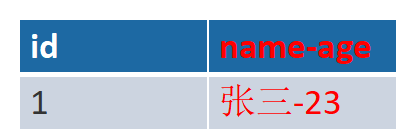 id name-age
1 张三-23